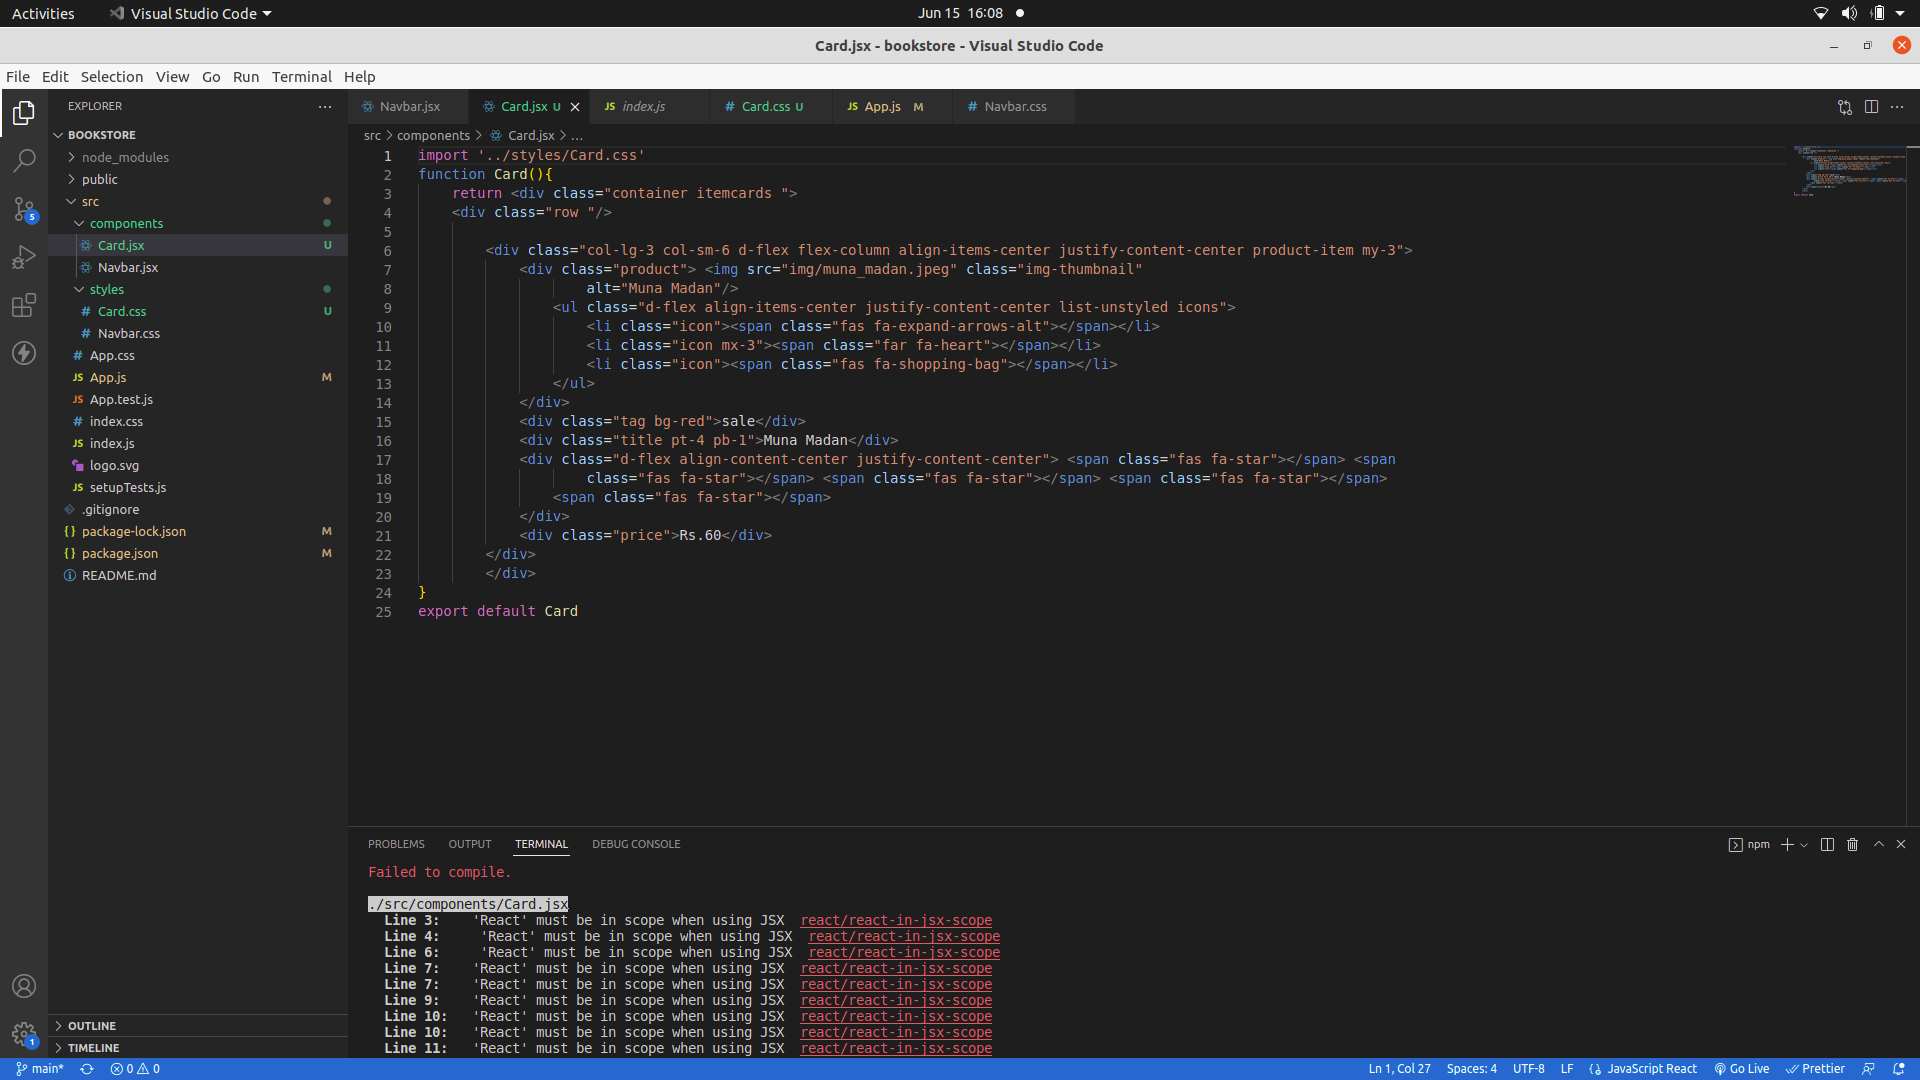 Activities
Visual Studio Code
Jun 15 16:08
Card.jsx - bookstore - Visual Studio Code
File Edit Selection View Go Run Terminal Help
EXPLORER
BOOKSTORE
node_modules
public
src
components
Card.jsx U
Navbar.jsx
styles
Card.css U
Navbar.css
App.css
App.js M
App.test.js
index.css
index.js
logo.svg
setupTests.js
.gitignore
package-lock.json M
package.json M
README.md
OUTLINE
TIMELINE
Navbar.jsx Card.jsx U index.js Card.css U App.js M Navbar.css
src > components > Card.jsx > ...
1 import '../styles/Card.css'
2 function Card(){
3 return <div class="container itemcards ">
4 <div class="row "/>
5
6 <div class="col-lg-3 col-sm-6 d-flex flex-column align-items-center justify-content-center product-item my-3">
7 <div class="product"> <img src="img/muna_madan.jpeg" class="img-thumbnail"
8 alt="Muna Madan"/>
9 <ul class="d-flex align-items-center justify-content-center list-unstyled icons">
10 <li class="icon"><span class="fas fa-expand-arrows-alt"></span></li>
11 <li class="icon mx-3"><span class="far fa-heart"></span></li>
12 <li class="icon"><span class="fas fa-shopping-bag"></span></li>
13 </ul>
14 </div>
15 <div class="tag bg-red">sale</div>
16 <div class="title pt-4 pb-1">Muna Madan</div>
17 <div class="d-flex align-content-center justify-content-center"> <span class="fas fa-star"></span> <span
18 class="fas fa-star"></span> <span class="fas fa-star"></span> <span class="fas fa-star"></span>
19 <span class="fas fa-star"></span>
20 </div>
21 <div class="price">Rs.60</div>
22 </div>
23 </div>
24 }
25 export default Card
PROBLEMS OUTPUT TERMINAL DEBUG CONSOLE
npm
Failed to compile.
./src/components/Card.jsx
Line 3: 'React' must be in scope when using JSX react/react-in-jsx-scope
Line 4: 'React' must be in scope when using JSX react/react-in-jsx-scope
Line 6: 'React' must be in scope when using JSX react/react-in-jsx-scope
Line 7: 'React' must be in scope when using JSX react/react-in-jsx-scope
Line 7: 'React' must be in scope when using JSX react/react-in-jsx-scope
Line 9: 'React' must be in scope when using JSX react/react-in-jsx-scope
Line 10: 'React' must be in scope when using JSX react/react-in-jsx-scope
Line 10: 'React' must be in scope when using JSX react/react-in-jsx-scope
Line 11: 'React' must be in scope when using JSX react/react-in-jsx-scope
5
1
main* 0 0 Ln 1, Col 27 Spaces: 4 UTF-8 LF JavaScript React Go Live Prettier